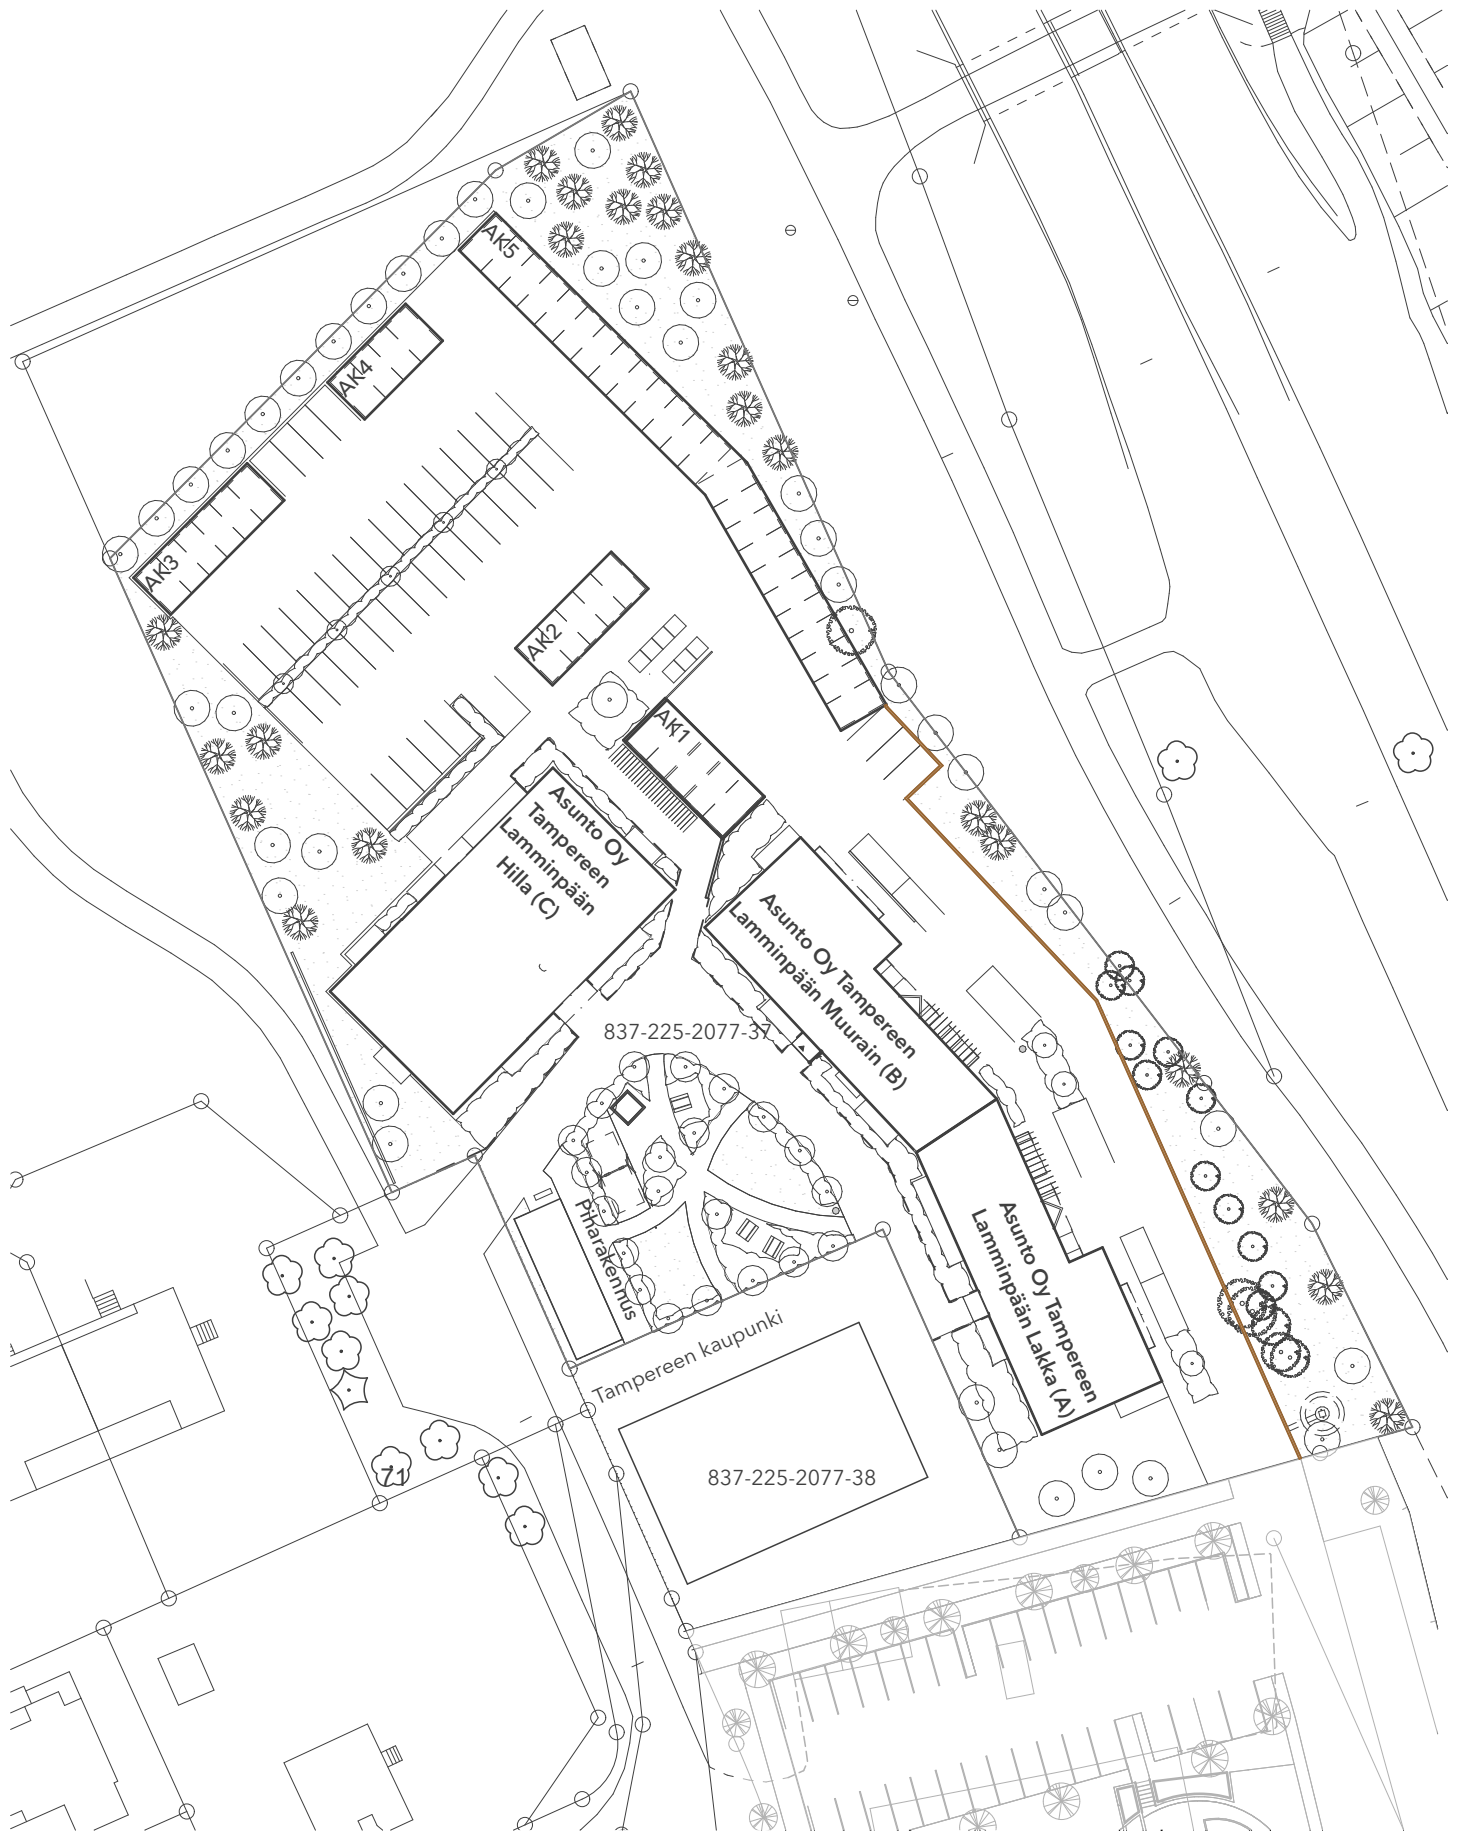 AK5
AK4
AK3
AK2
AK1
Asunto Oy
Tampereen
Lamminpään
Hilla (C)
Asunto Oy Tampereen
Lamminpään Muurain (B)
837-225-2077-37
Asunto Oy Tampereen
Lamminpään Lakka (A)
Piharakennus
Tampereen kaupunki
837-225-2077-38
71